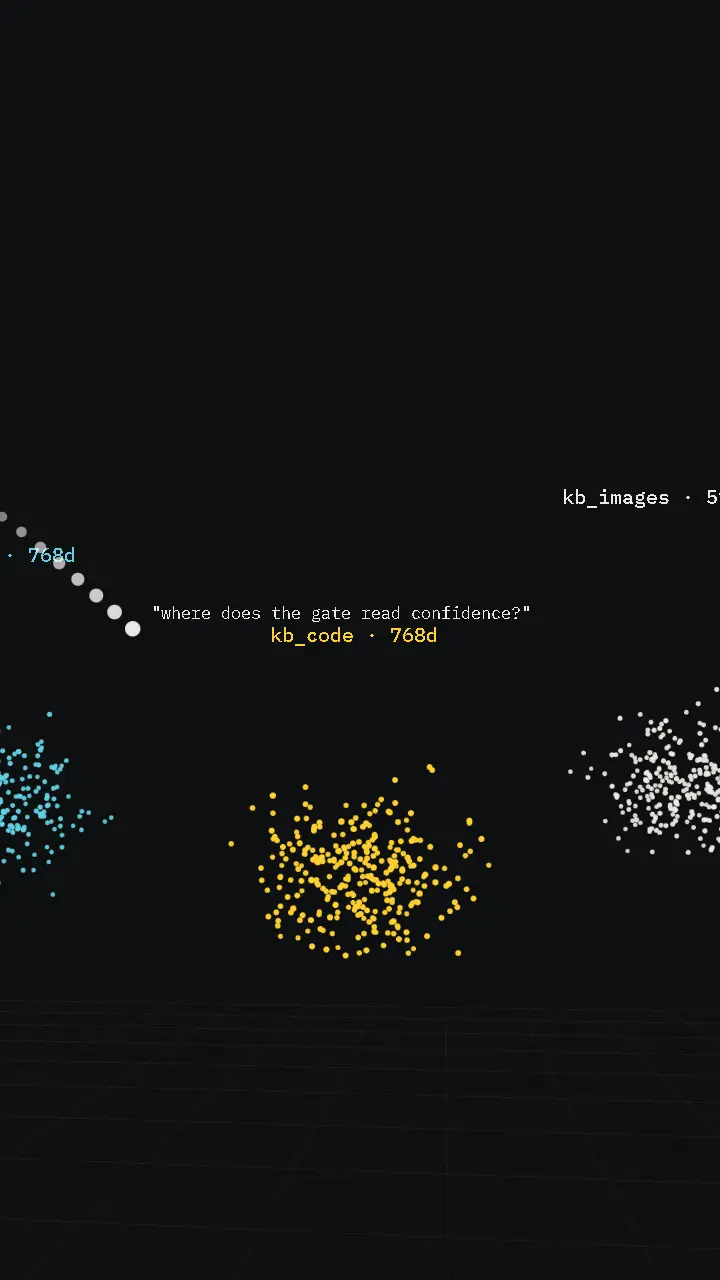 kb_images ·
· 768d
"where does the gate read confidence?"
kb_code · 768d